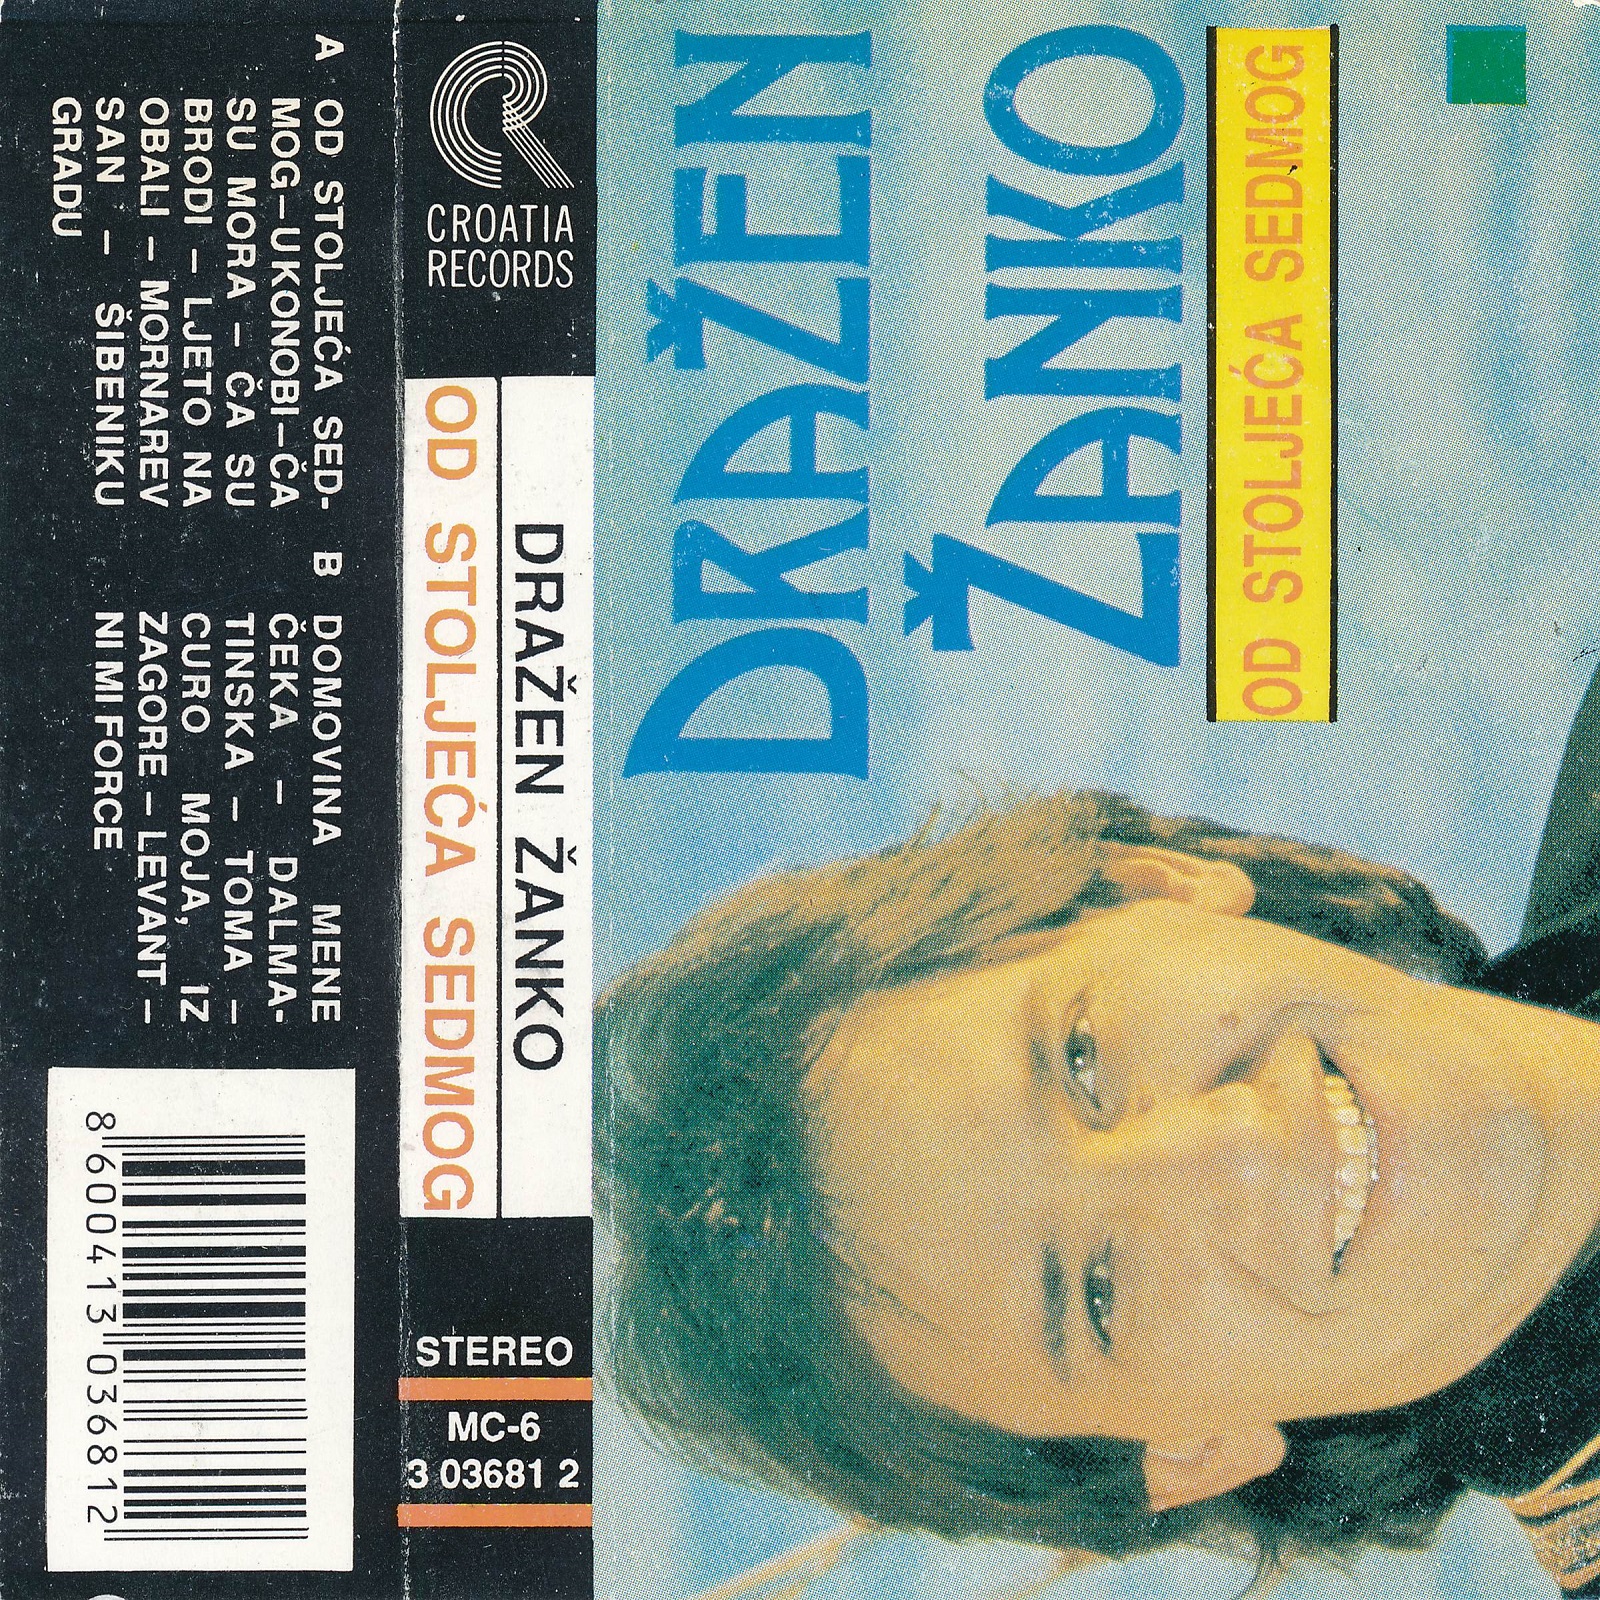 A OD STOLJEĆA SED-
MOG – U KONOBI – ČA
SU MORA – ČA SU
BRODI – LJETO NA
OBALI – MORNAREV
SAN – ŠIBENIKU
GRADU
B DOMOVINA MENE
ČEKA – DALMA-
TINSKA – TOMA –
CURO MOJA, IZ
ZAGORE – LEVANT –
NI MI FORCE
8 600413 036812
CROATIA
RECORDS
DRAŽEN ŽANKO
OD STOLJEĆA SEDMOG
STEREO
MC-6
3 03681 2
DRAŽEN
ŽANKO
OD STOLJEĆA SEDMOG